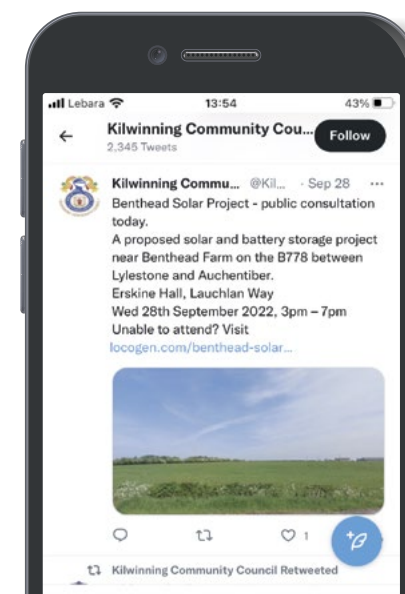 Lebara 13:54 43%
Kilwinning Community Cou... Follow
2,345 Tweets
Kilwinning Commu... @Kil... · Sep 28 ...
Benthead Solar Project - public consultation
today.
A proposed solar and battery storage project
near Benthead Farm on the B778 between
Lylestone and Auchentiber.
Erskine Hall, Lauchlan Way
Wed 28th September 2022, 3pm – 7pm
Unable to attend? Visit
locogen.com/benthead-solar...
1
Kilwinning Community Council Retweeted